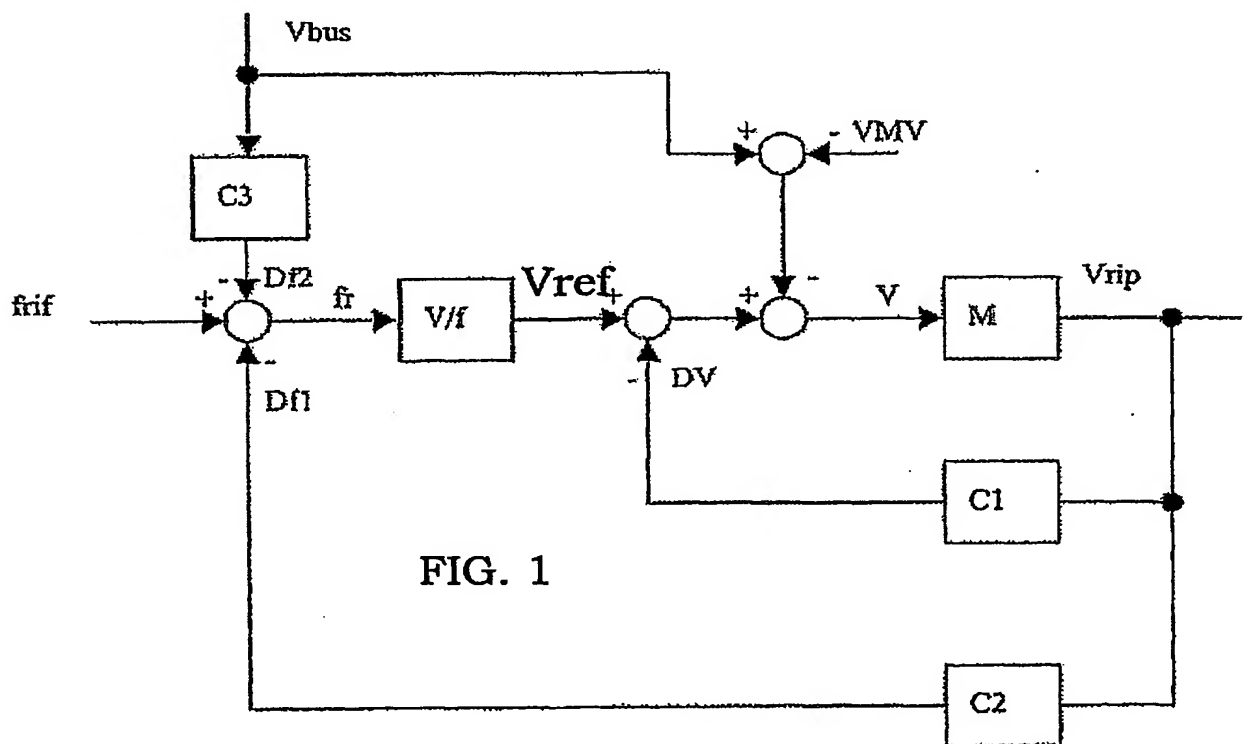 Vbus
+
- VMV
C3
- Df2
-
Vrip
frif
+
fr
V/f
Vref
+
+
V
M
-
Df1
-
DV
C1
FIG. 1
C2